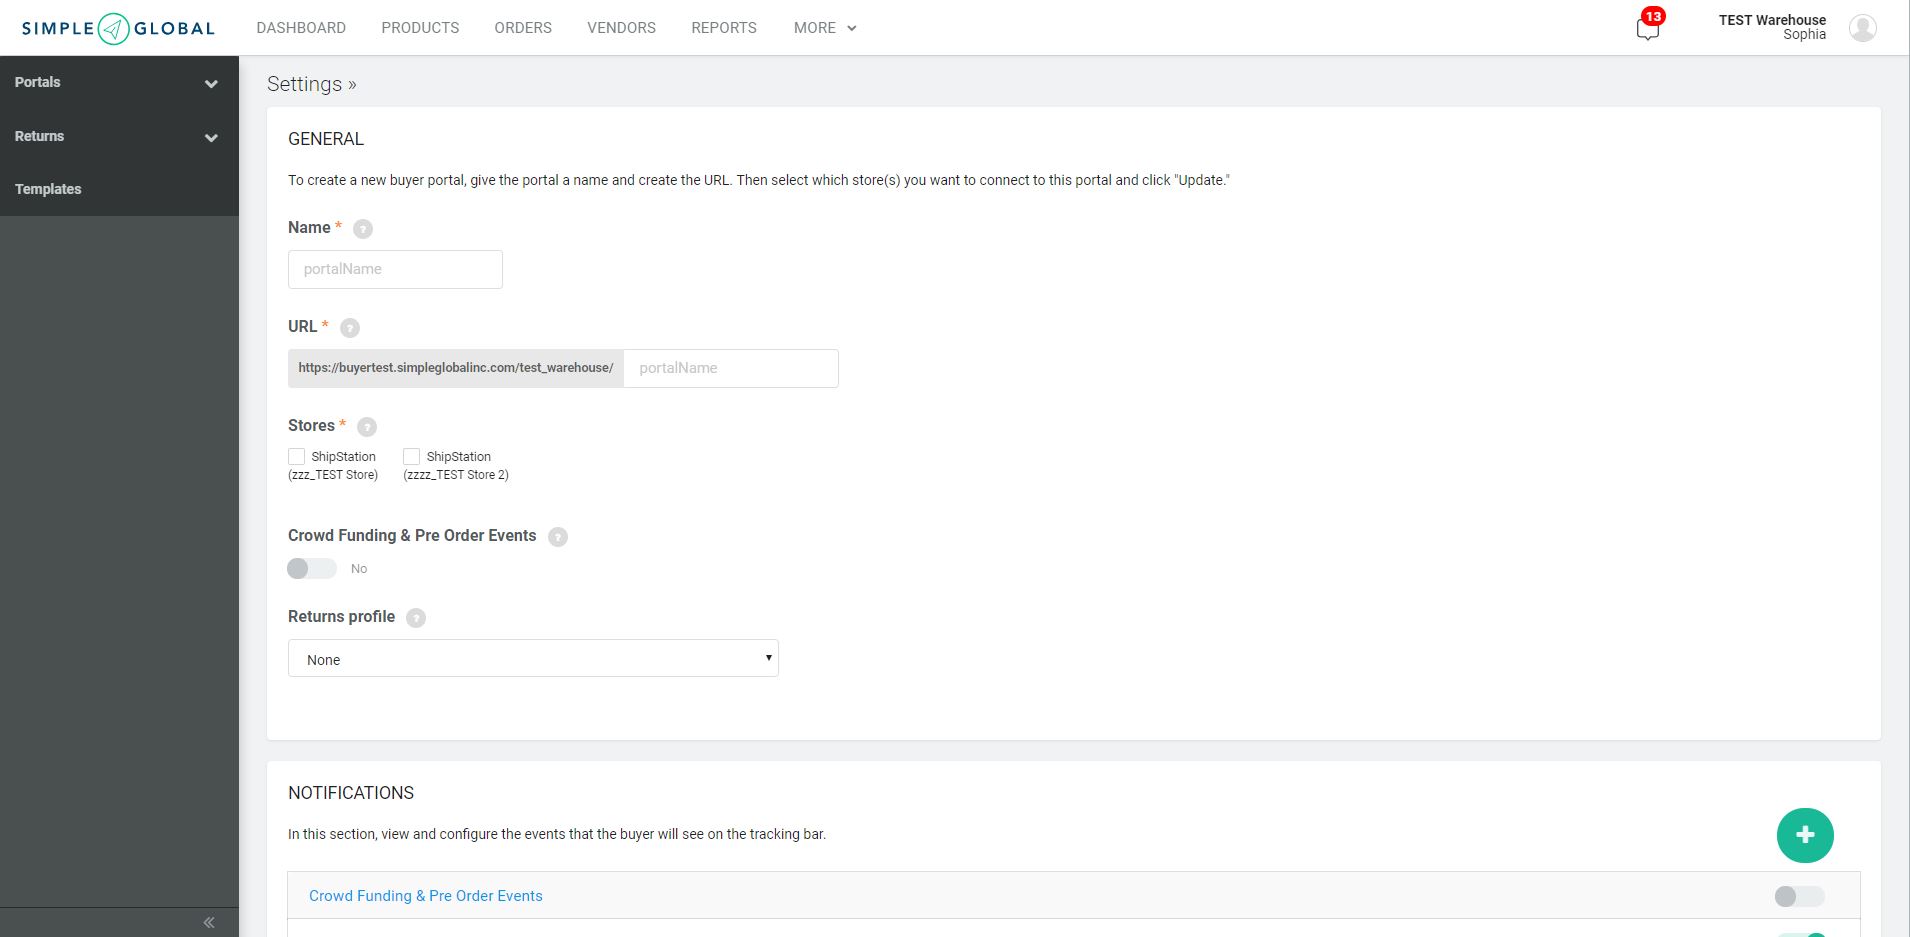 SIMPLE GLOBAL
DASHBOARD PRODUCTS ORDERS VENDORS REPORTS MORE
13
TEST Warehouse
Sophia
Portals
Returns
Templates
Settings »
GENERAL
To create a new buyer portal, give the portal a name and create the URL. Then select which store(s) you want to connect to this portal and click "Update."
Name * ?
portalName
URL * ?
https://buyertest.simpleglobalinc.com/test_warehouse/ portalName
Stores * ?
ShipStation ShipStation
(zzz_TEST Store) (zzzz_TEST Store 2)
Crowd Funding & Pre Order Events ?
No
Returns profile ?
None
NOTIFICATIONS
In this section, view and configure the events that the buyer will see on the tracking bar.
Crowd Funding & Pre Order Events